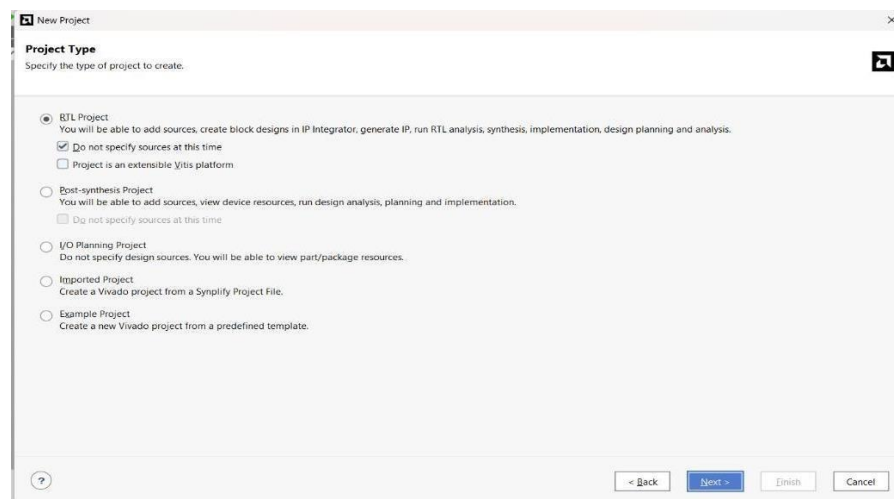 New Project
Project Type
Specify the type of project to create.
RTL Project
You will be able to add sources, create block designs in IP Integrator, generate IP, run RTL analysis, synthesis, implementation, design planning and analysis.
Do not specify sources at this time
Project is an extensible Vitis platform
Post-synthesis Project
You will be able to add sources, view device resources, run design analysis, planning and implementation.
Do not specify sources at this time
I/O Planning Project
Do not specify design sources. You will be able to view part/package resources.
Imported Project
Create a Vivado project from a Synplify Project File.
Example Project
Create a new Vivado project from a predefined template.
? < Back Next > Finish Cancel